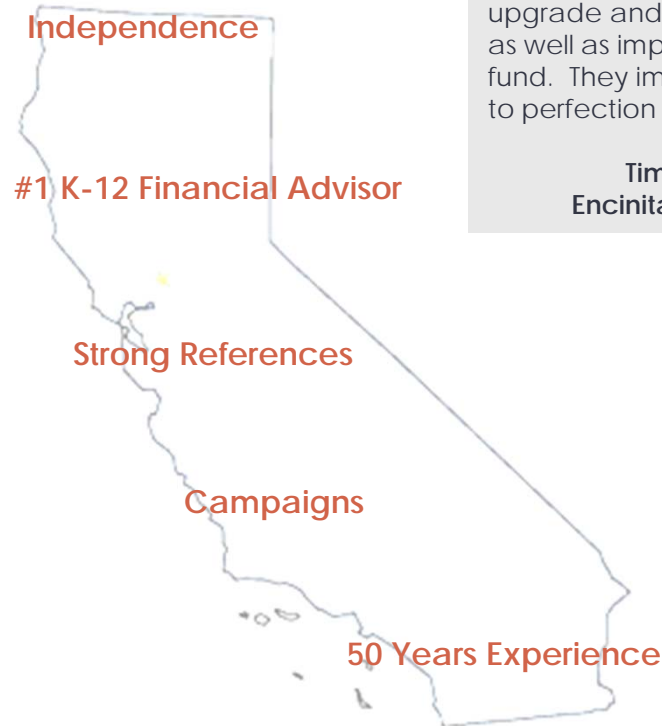 upgrade and
as well as imp
fund. They im
to perfection
Tim
Encinita
Independence
#1 K-12 Financial Advisor
Strong References
Campaigns
50 Years Experience